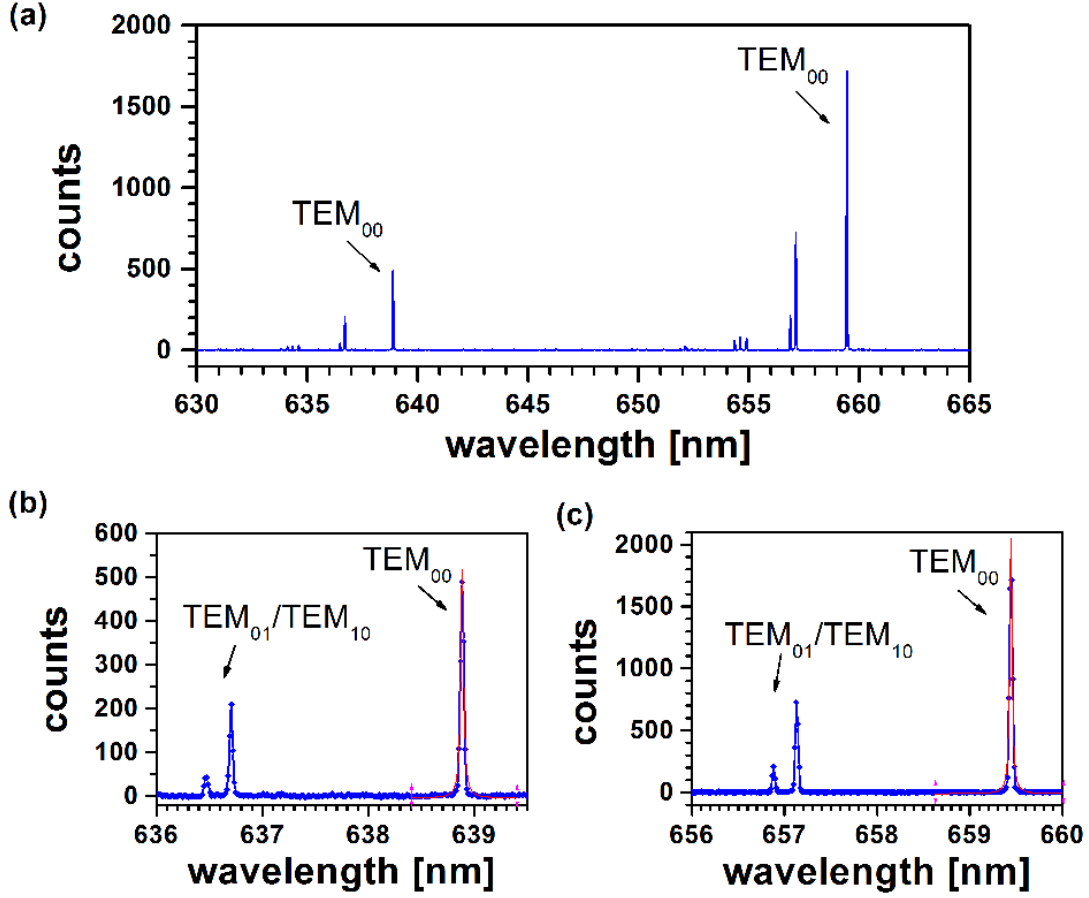 (a)
2000
1500
1000
500
0
counts
TEM₀₀
TEM₀₀
630 635 640 645 650 655 660 665
wavelength [nm]
(b)
600
500
400
300
200
100
0
counts
TEM₀₀
TEM₀₁/TEM₁₀
636 637 638 639
wavelength [nm]
(c)
2000
1500
1000
500
0
counts
TEM₀₀
TEM₀₁/TEM₁₀
656 657 658 659 660
wavelength [nm]